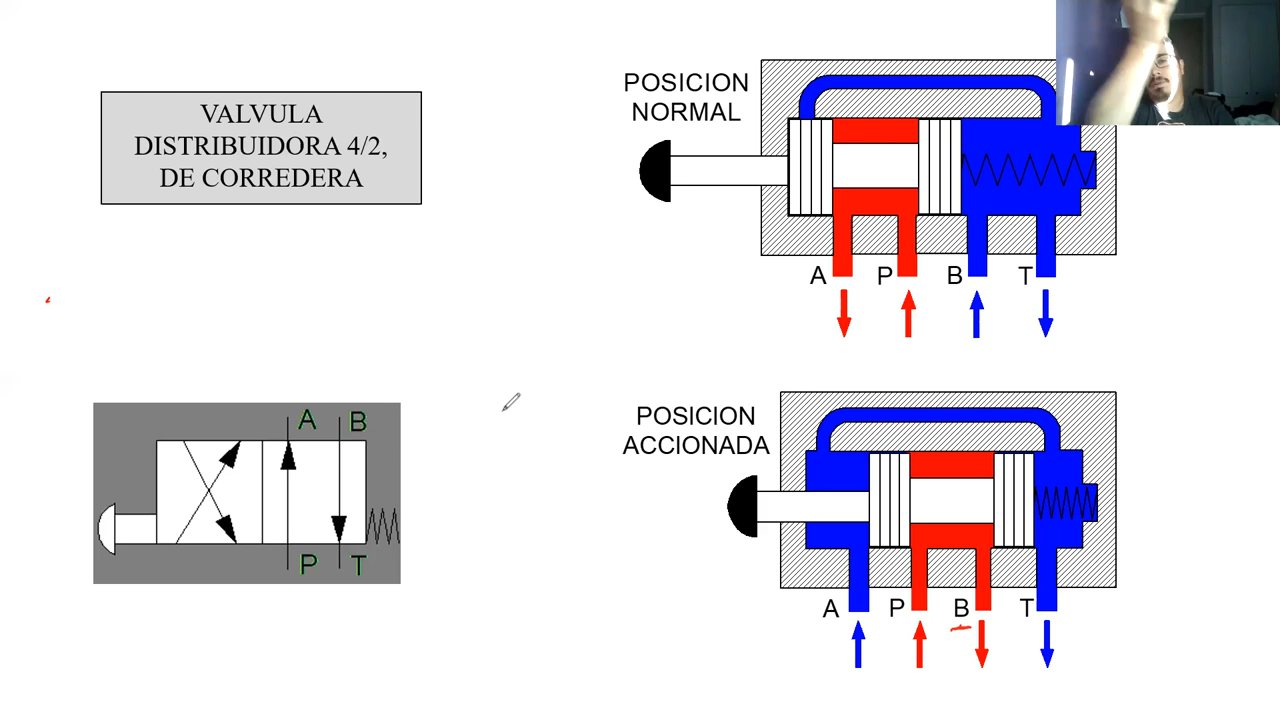 VALVULA
DISTRIBUIDORA 4/2,
DE CORREDERA
POSICION
NORMAL
A P B T
A B
P T
POSICION
ACCIONADA
A P B T